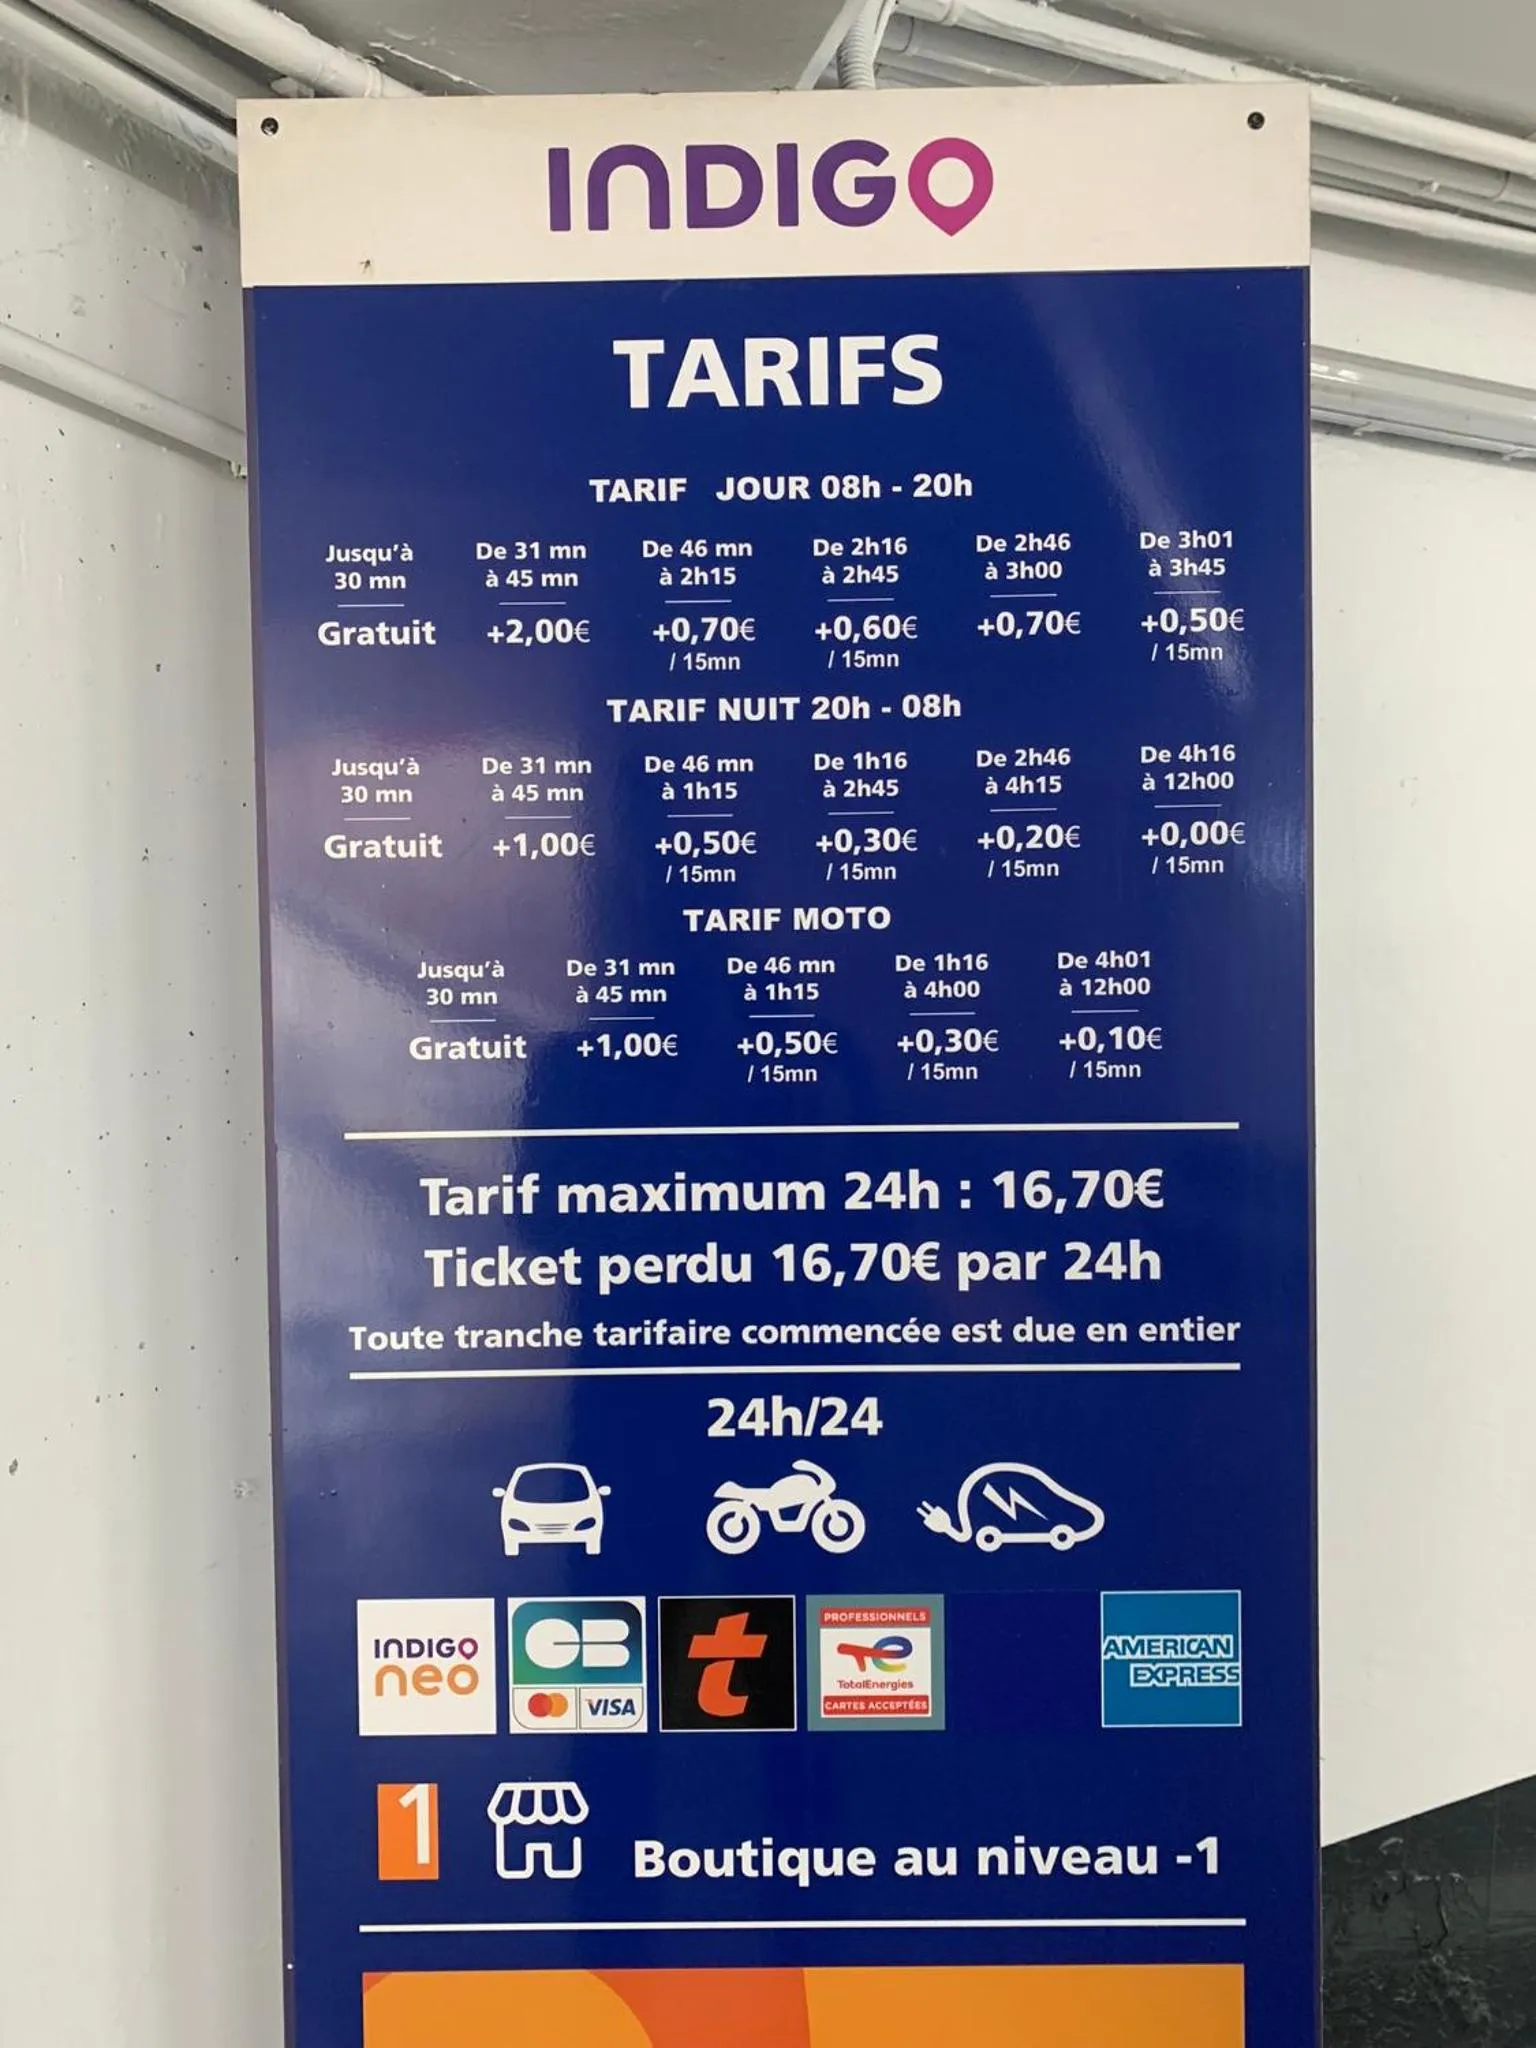 INDIGO
TARIFS
TARIF JOUR 08h - 20h
Jusqu'à De 31 mn De 46 mn De 2h16 De 2h46 De 3h01
30 mn à 45 mn à 2h15 à 2h45 à 3h00 à 3h45
Gratuit +2,00€ +0,70€ +0,60€ +0,70€ +0,50€
/ 15mn / 15mn / 15mn
TARIF NUIT 20h - 08h
Jusqu'à De 31 mn De 46 mn De 1h16 De 2h46 De 4h16
30 mn à 45 mn à 1h15 à 2h45 à 4h15 à 12h00
Gratuit +1,00€ +0,50€ +0,30€ +0,20€ +0,00€
/ 15mn / 15mn / 15mn / 15mn
TARIF MOTO
Jusqu'à De 31 mn De 46 mn De 1h16 De 4h01
30 mn à 45 mn à 1h15 à 4h00 à 12h00
Gratuit +1,00€ +0,50€ +0,30€ +0,10€
/ 15mn / 15mn / 15mn
Tarif maximum 24h : 16,70€
Ticket perdu 16,70€ par 24h
Toute tranche tarifaire commencée est due en entier
24h/24
INDIGO
neo
CB
VISA
t
PROFESSIONNELS
TotalEnergies
CARTES ACCEPTÉES
AMERICAN
EXPRESS
1 Boutique au niveau -1